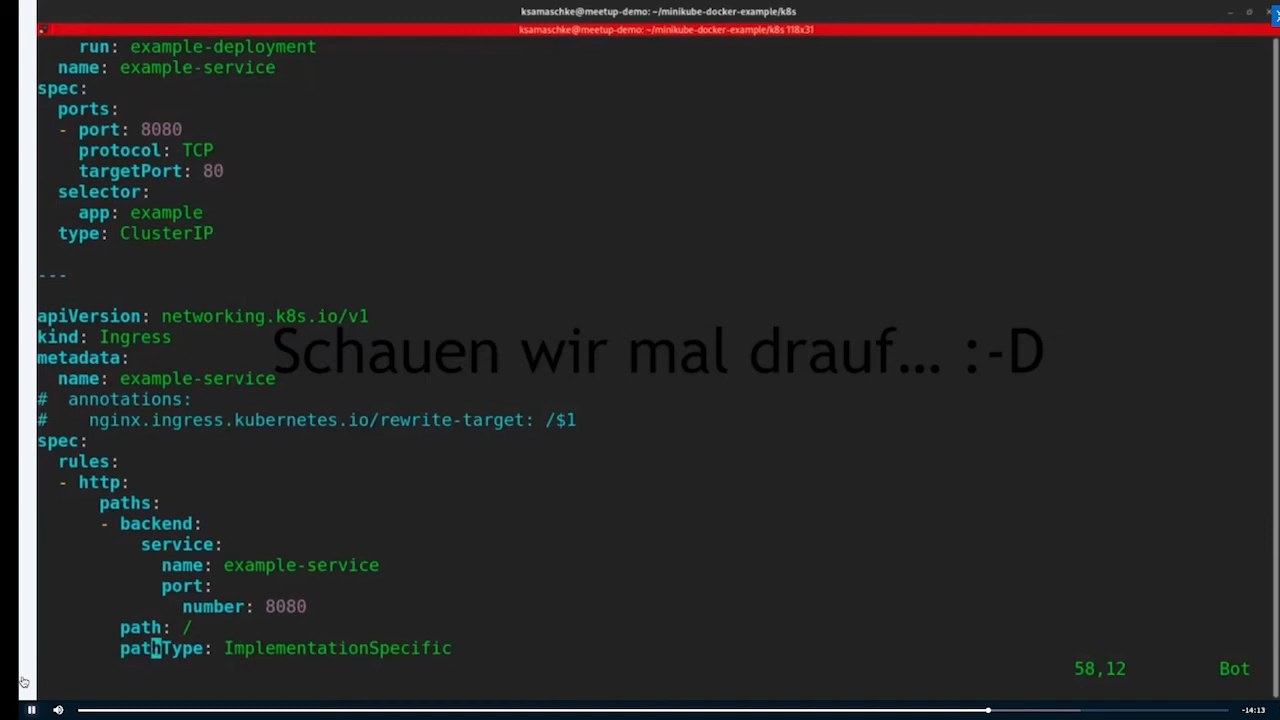 ksamaschke@meetup-demo: ~/minikube-docker-example/k8s
ksamaschke@meetup-demo: ~/minikube-docker-example/k8s 118x31
run: example-deployment
name: example-service
spec:
ports:
- port: 8080
protocol: TCP
targetPort: 80
selector:
app: example
type: ClusterIP
---
apiVersion: networking.k8s.io/v1
kind: Ingress
Schauen wir mal drauf... :-D
metadata:
name: example-service
# annotations:
# nginx.ingress.kubernetes.io/rewrite-target: /$1
spec:
rules:
- http:
paths:
- backend:
service:
name: example-service
port:
number: 8080
path: /
pathType: ImplementationSpecific
58,12 Bot
-14:13